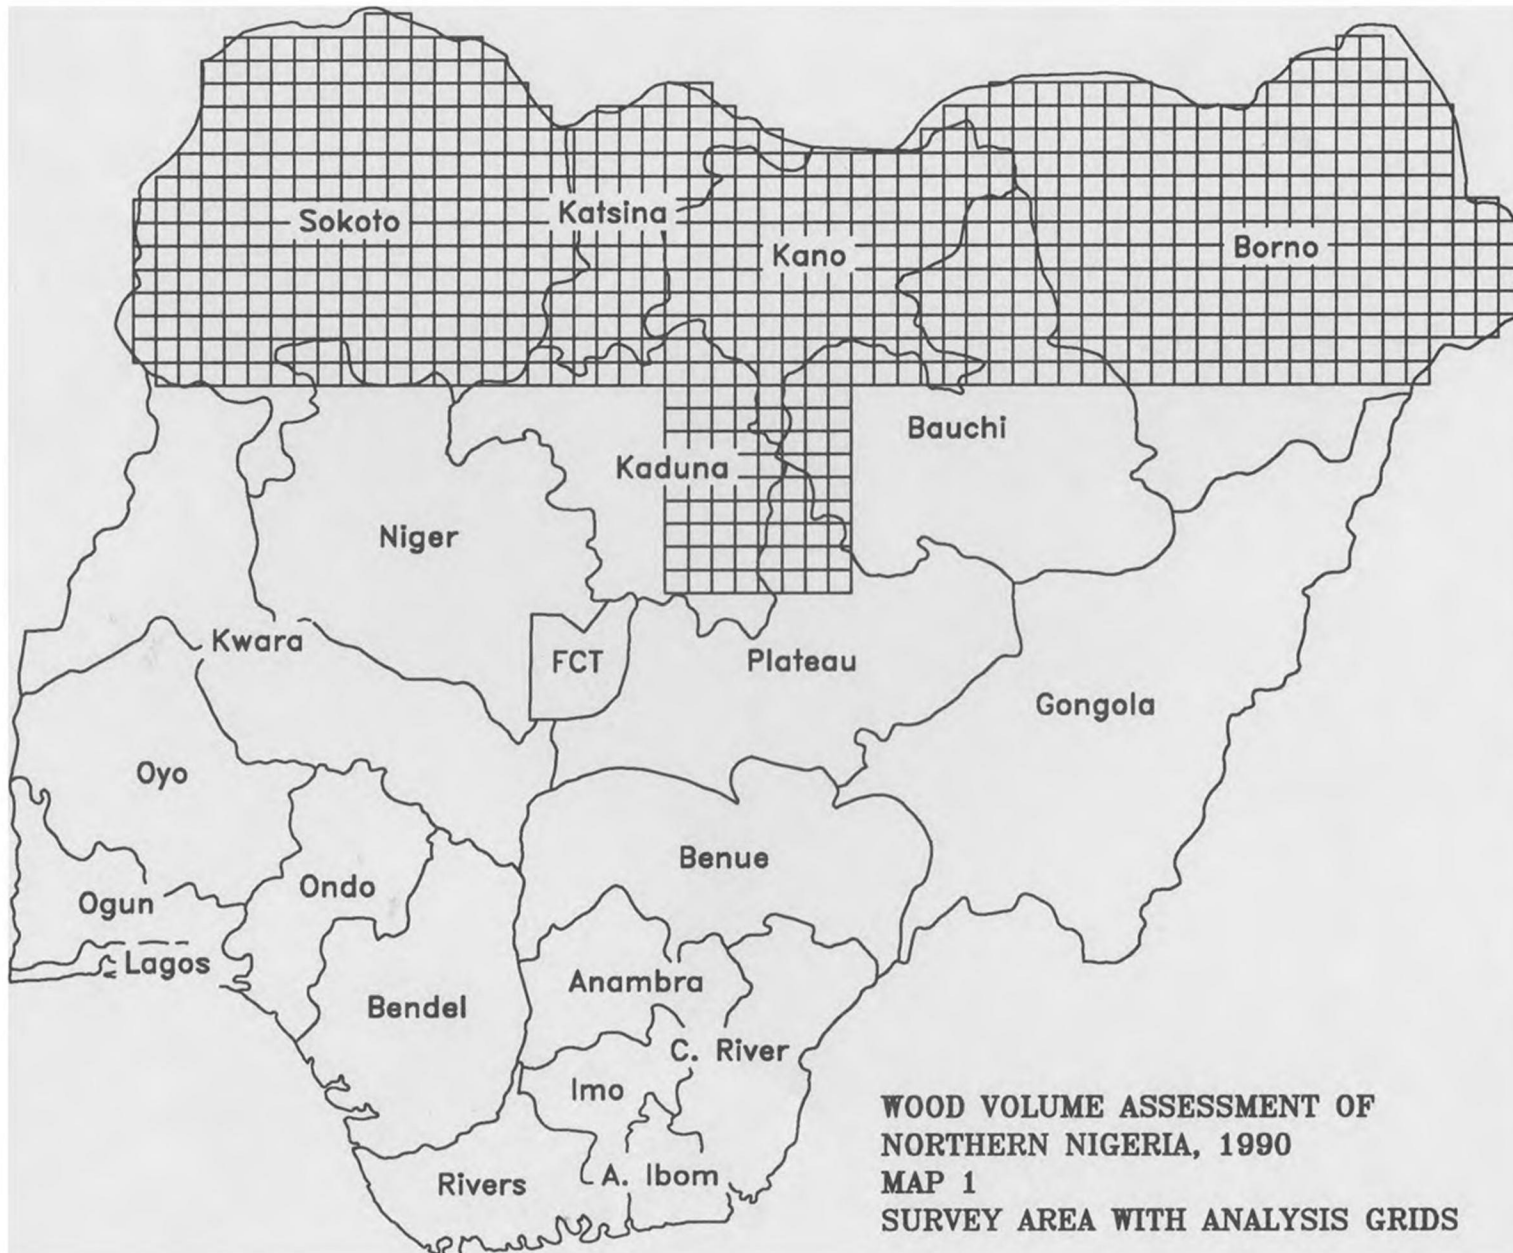 Sokoto
Katsina
Kano
Borno
Bauchi
Kaduna
Niger
Kwara
FCT
Plateau
Gongola
Oyo
Benue
Ondo
Ogun
Lagos
Anambra
Bendel
C. River
Imo
Rivers
A. Ibom
WOOD VOLUME ASSESSMENT OF
NORTHERN NIGERIA, 1990
MAP 1
SURVEY AREA WITH ANALYSIS GRIDS